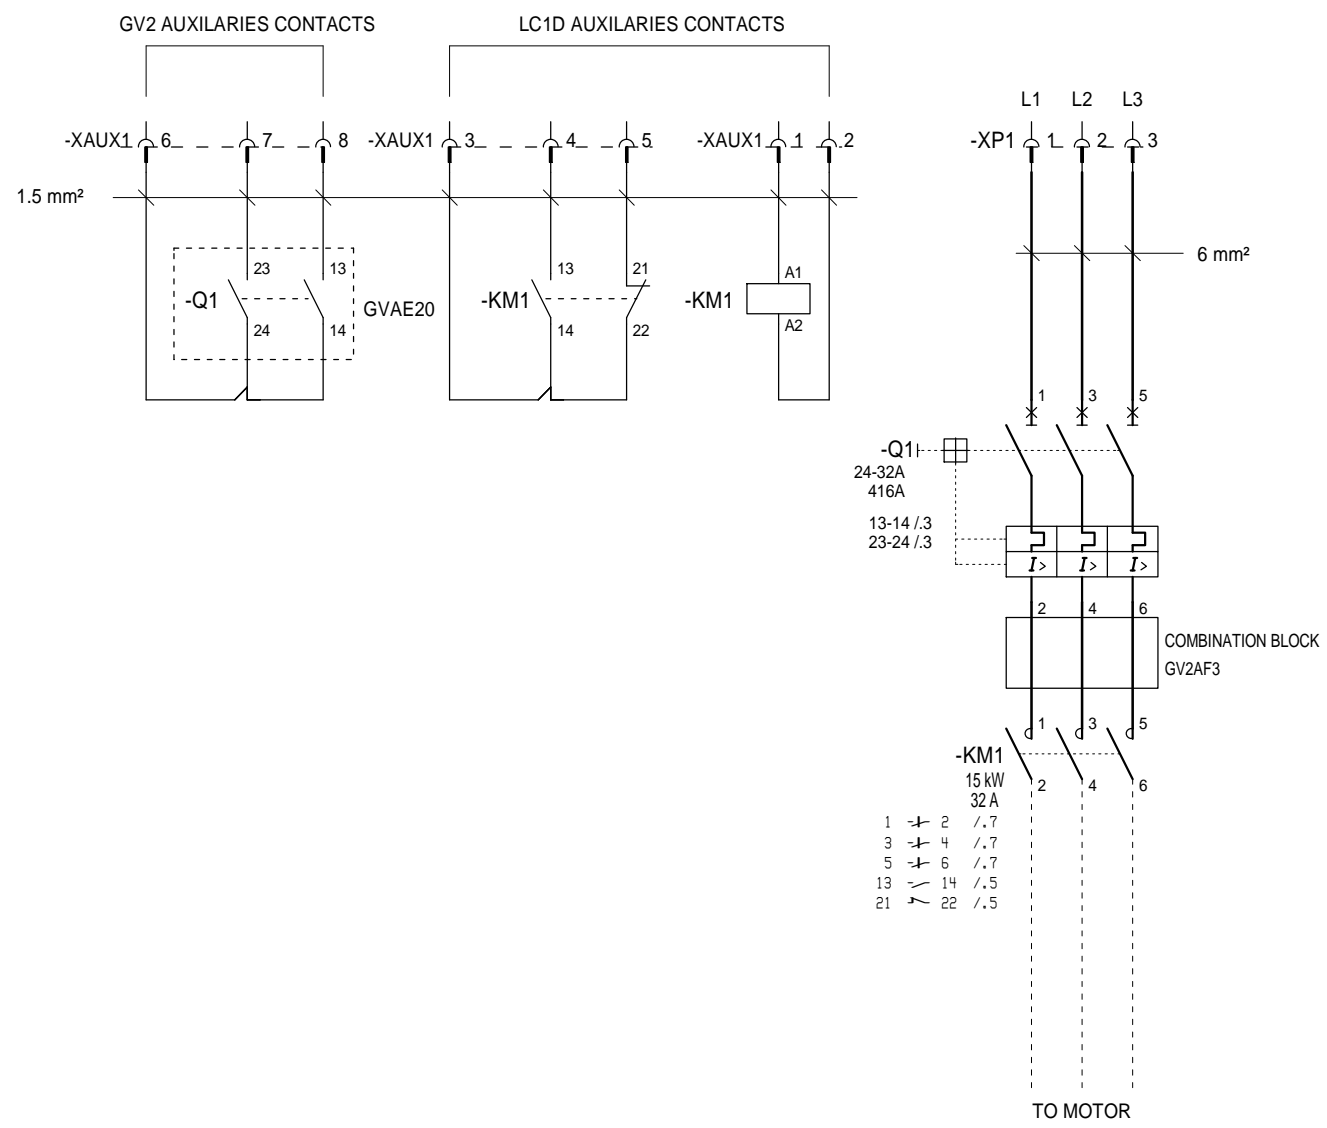 GV2 AUXILARIES CONTACTS
LC1D AUXILARIES CONTACTS
L1 L2 L3
-XAUX1 6 7 8
-XAUX1 3 4 5
-XAUX1 1 2
-XP1 1 2 3
1.5 mm²
6 mm²
23 13
-Q1
24 14
GVAE20
13 21
-KM1
14 22
A1
-KM1
A2
1 3 5
-Q1
24-32A
416A
13-14 /.3
23-24 /.3
I> I> I>
2 4 6
COMBINATION BLOCK
GV2AF3
1 3 5
-KM1
15 kW
32 A
2 4 6
1 2 /.7
3 4 /.7
5 6 /.7
13 14 /.5
21 22 /.5
TO MOTOR